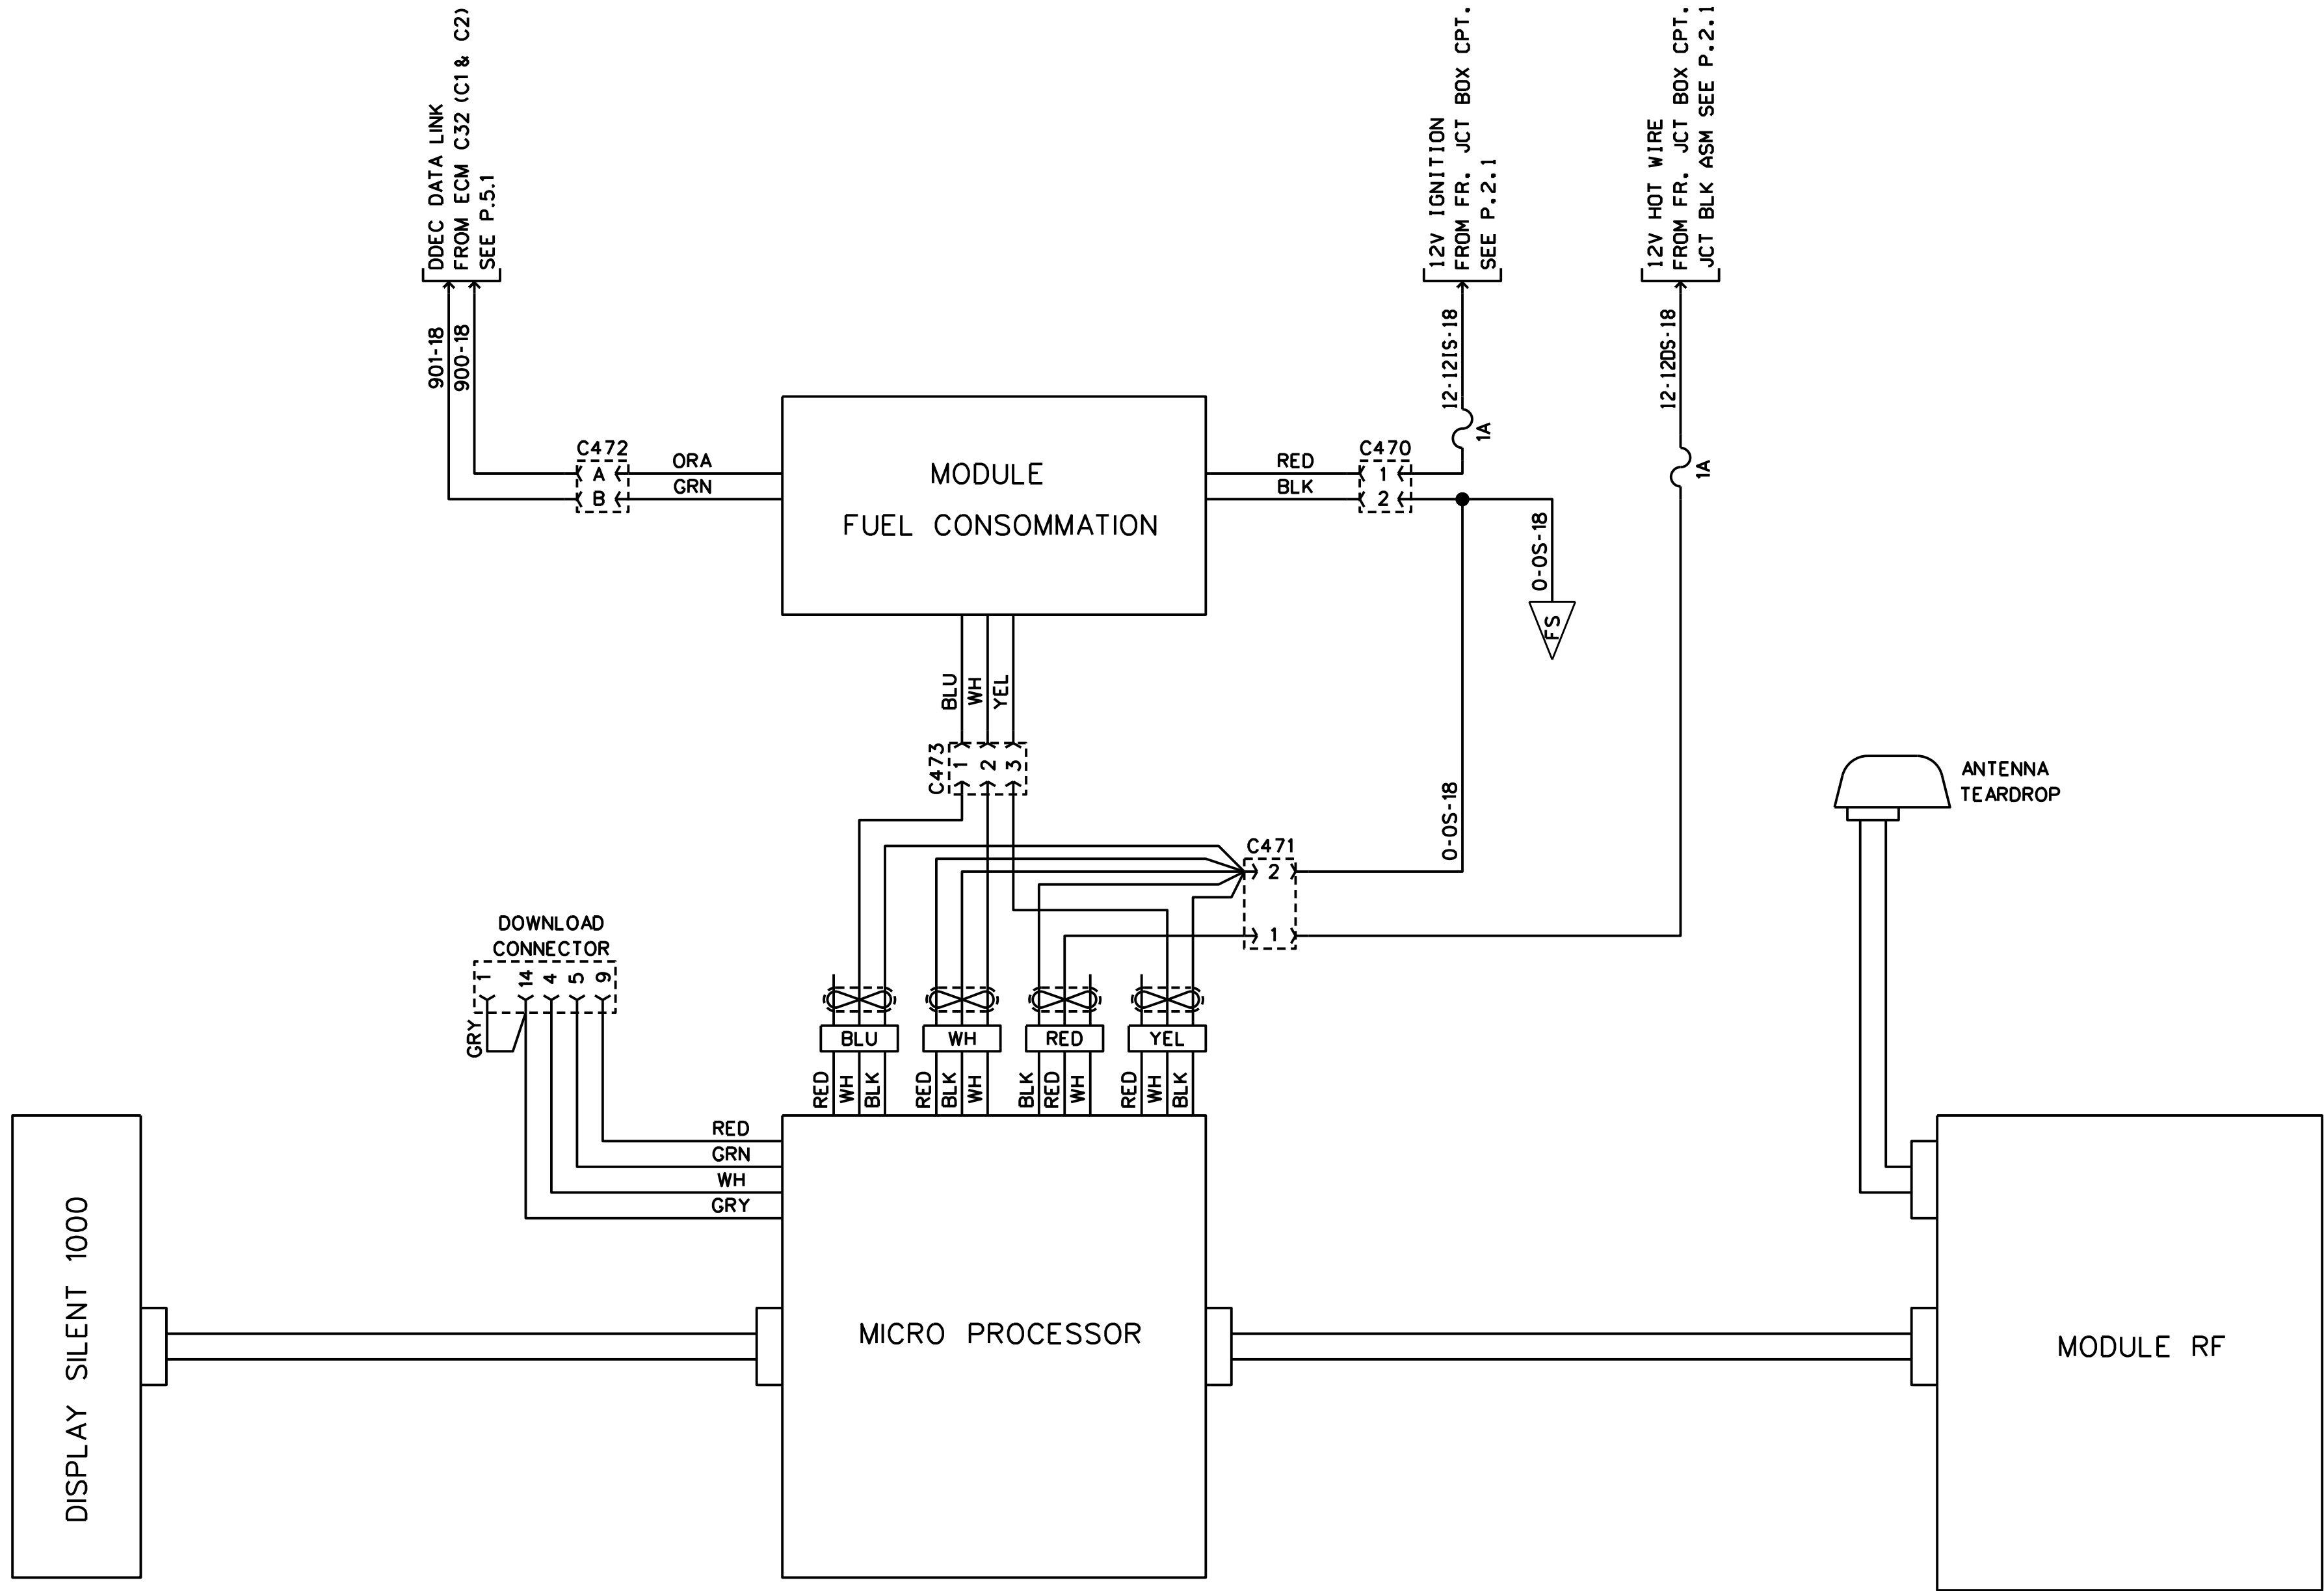 DDEC DATA LINK
FROM ECM C32 (C1 & C2)
SEE P.5.1
12V IGNITION
FROM FR. JCT BOX CPT.
SEE P.2.1
12V HOT WIRE
FROM FR. JCT BOX CPT.
JCT BLK ASM SEE P.2.1
901-18
900-18
12-12IS-18
12-12DS-18
1A
1A
C472
A
B
ORA
GRN
MODULE
FUEL CONSOMMATION
RED
BLK
C470
1
2
0-0S-18
FS
BLU
WH
YEL
C473
1
2
3
0-0S-18
ANTENNA
TEARDROP
C471
2
1
DOWNLOAD
CONNECTOR
1
14
4
5
9
GRY
BLU
WH
RED
YEL
RED
WH
BLK
RED
BLK
WH
BLK
RED
WH
RED
WH
BLK
RED
GRN
WH
GRY
DISPLAY SILENT 1000
MICRO PROCESSOR
MODULE RF